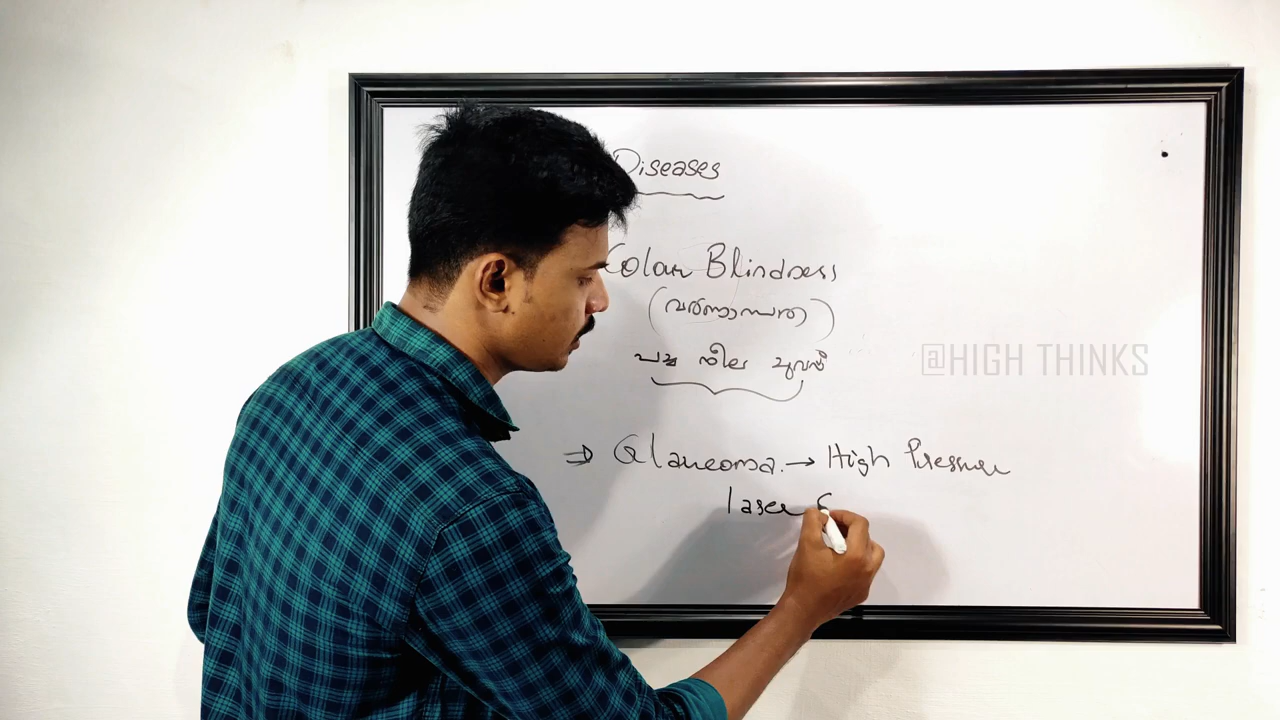 Diseases
Colour Blindness
(വർണാന്ധത)
പച്ച നീല ചുവപ്പ്
@HIGH THINKS
⇒ Glaucoma. → High Pressure
laser